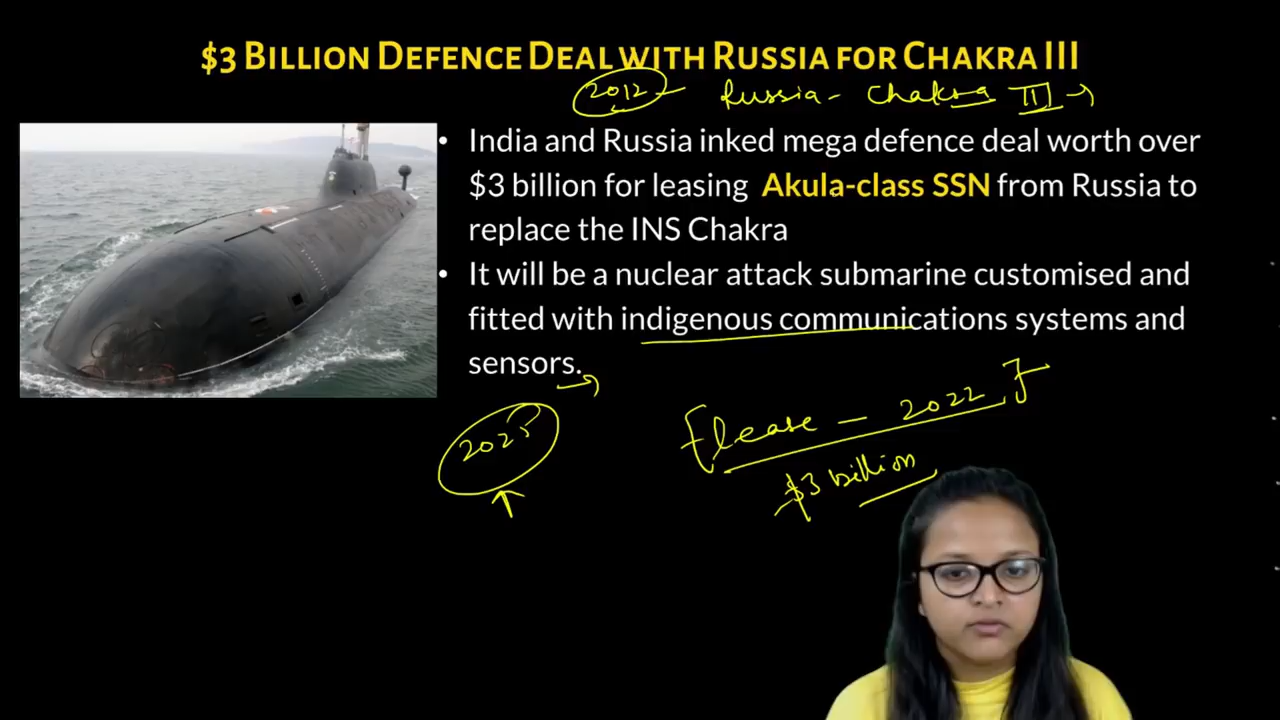 $3 Billion Defence Deal with Russia for Chakra III
2012 Russia - Chakra III →
• India and Russia inked mega defence deal worth over
$3 billion for leasing Akula-class SSN from Russia to
replace the INS Chakra
• It will be a nuclear attack submarine customised and
fitted with indigenous communications systems and
sensors.
2025
{lease - 2022}
$3 billion